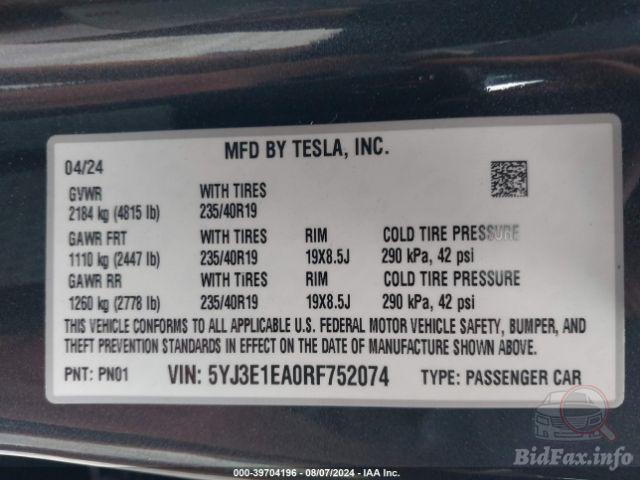 MFD BY TESLA, INC.
04/24
GVWR WITH TIRES
2184 kg (4815 lb) 235/40R19
GAWR FRT WITH TIRES RIM COLD TIRE PRESSURE
1110 kg (2447 lb) 235/40R19 19X8.5J 290 kPa, 42 psi
GAWR RR WITH TIRES RIM COLD TIRE PRESSURE
1260 kg (2778 lb) 235/40R19 19X8.5J 290 kPa, 42 psi
THIS VEHICLE CONFORMS TO ALL APPLICABLE U.S. FEDERAL MOTOR VEHICLE SAFETY, BUMPER, AND
THEFT PREVENTION STANDARDS IN EFFECT ON THE DATE OF MANUFACTURE SHOWN ABOVE.
PNT: PN01 VIN: 5YJ3E1EA0RF752074 TYPE: PASSENGER CAR
BidFax.info
000-39704196 - 08/07/2024 - IAA Inc.